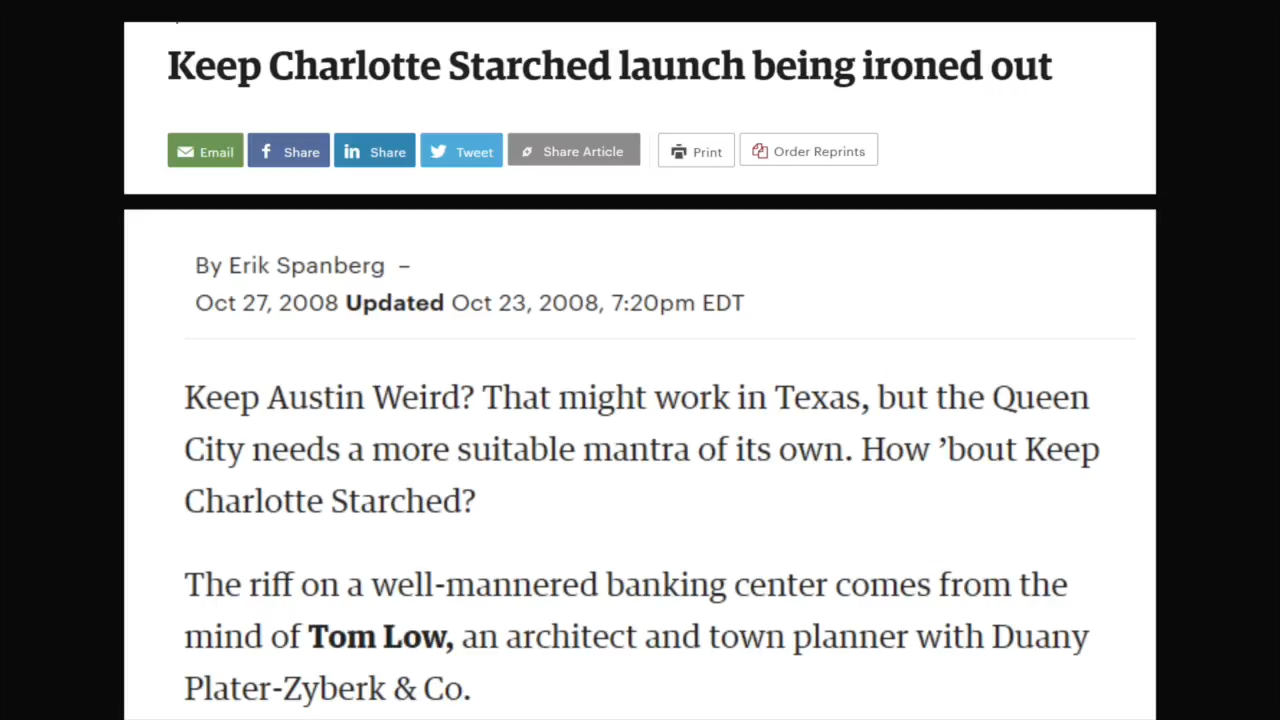 Keep Charlotte Starched launch being ironed out
Email Share Share Tweet Share Article Print Order Reprints
By Erik Spanberg –
Oct 27, 2008 Updated Oct 23, 2008, 7:20pm EDT
Keep Austin Weird? That might work in Texas, but the Queen
City needs a more suitable mantra of its own. How ’bout Keep
Charlotte Starched?
The riff on a well-mannered banking center comes from the
mind of Tom Low, an architect and town planner with Duany
Plater-Zyberk & Co.